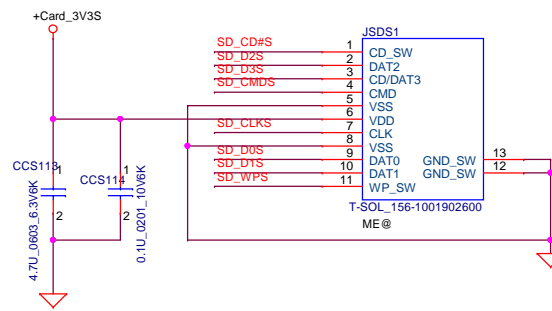 +Card_3V3S
JSDS1
SD_CD#S 1 CD_SW
SD_D2S 2 DAT2
SD_D3S 3 CD/DAT3
SD_CMDS 4 CMD
5 VSS
6 VDD
SD_CLKS 7 CLK
8 VSS
SD_D0S 9 DAT0 GND_SW 13
SD_D1S 10 DAT1 GND_SW 12
SD_WPS 11 WP_SW
T-SOL_156-1001902600
ME@
CCS113
1
2
4.7U_0603_6.3V6K
CCS114
1
2
0.1U_0201_10V6K